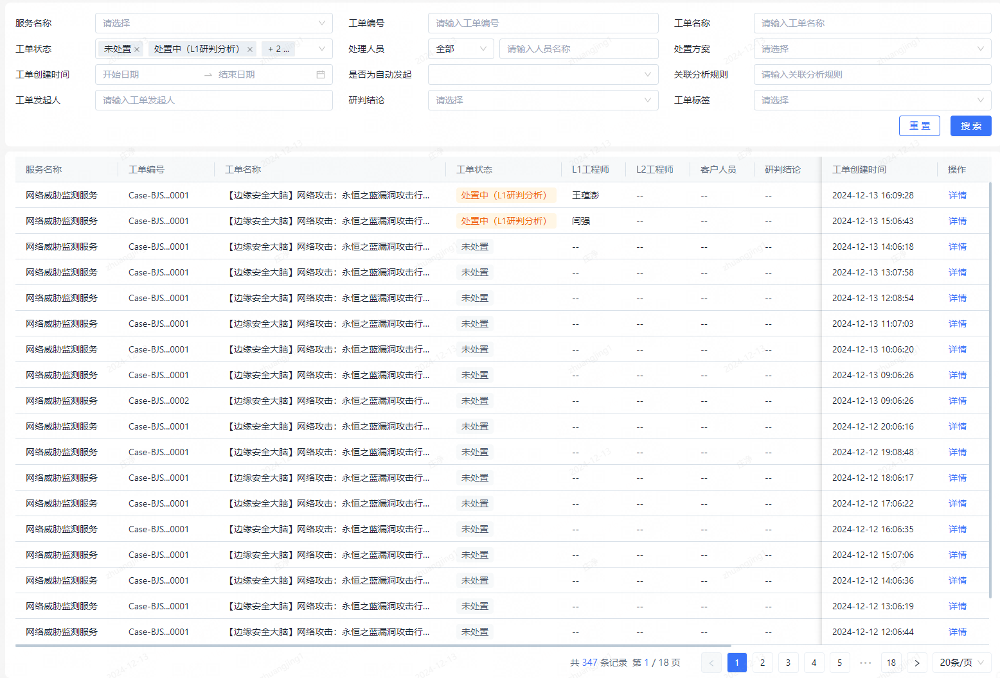 服务名称 请选择 工单编号 请输入工单编号 工单名称 请输入工单名称
工单状态 未处置 × 处置中（L1研判分析） × + 2 ... 处理人员 全部 请输入人员名称 处置方案 请选择
工单创建时间 开始日期 → 结束日期 是否为自动发起 关联分析规则 请输入关联分析规则
工单发起人 请输入工单发起人 研判结论 请选择 工单标签 请选择
重 置 搜 索
服务名称 工单编号 工单名称 工单状态 L1工程师 L2工程师 客户人员 研判结论 工单创建时间 操作
网络威胁监测服务 Case-BJS...0001 【边缘安全大脑】网络攻击：永恒之蓝漏洞攻击行... 处置中（L1研判分析） 王蕴澎 -- -- -- 2024-12-13 16:09:28 详情
网络威胁监测服务 Case-BJS...0001 【边缘安全大脑】网络攻击：永恒之蓝漏洞攻击行... 处置中（L1研判分析） 闫强 -- -- -- 2024-12-13 15:06:43 详情
网络威胁监测服务 Case-BJS...0001 【边缘安全大脑】网络攻击：永恒之蓝漏洞攻击行... 未处置 -- -- -- -- 2024-12-13 14:06:18 详情
网络威胁监测服务 Case-BJS...0001 【边缘安全大脑】网络攻击：永恒之蓝漏洞攻击行... 未处置 -- -- -- -- 2024-12-13 13:07:58 详情
网络威胁监测服务 Case-BJS...0001 【边缘安全大脑】网络攻击：永恒之蓝漏洞攻击行... 未处置 -- -- -- -- 2024-12-13 12:08:54 详情
网络威胁监测服务 Case-BJS...0001 【边缘安全大脑】网络攻击：永恒之蓝漏洞攻击行... 未处置 -- -- -- -- 2024-12-13 11:07:03 详情
网络威胁监测服务 Case-BJS...0001 【边缘安全大脑】网络攻击：永恒之蓝漏洞攻击行... 未处置 -- -- -- -- 2024-12-13 10:06:20 详情
网络威胁监测服务 Case-BJS...0001 【边缘安全大脑】网络攻击：永恒之蓝漏洞攻击行... 未处置 -- -- -- -- 2024-12-13 09:06:26 详情
网络威胁监测服务 Case-BJS...0002 【边缘安全大脑】网络攻击：永恒之蓝漏洞攻击行... 未处置 -- -- -- -- 2024-12-13 09:06:26 详情
网络威胁监测服务 Case-BJS...0001 【边缘安全大脑】网络攻击：永恒之蓝漏洞攻击行... 未处置 -- -- -- -- 2024-12-12 20:06:16 详情
网络威胁监测服务 Case-BJS...0001 【边缘安全大脑】网络攻击：永恒之蓝漏洞攻击行... 未处置 -- -- -- -- 2024-12-12 19:08:48 详情
网络威胁监测服务 Case-BJS...0001 【边缘安全大脑】网络攻击：永恒之蓝漏洞攻击行... 未处置 -- -- -- -- 2024-12-12 18:06:17 详情
网络威胁监测服务 Case-BJS...0001 【边缘安全大脑】网络攻击：永恒之蓝漏洞攻击行... 未处置 -- -- -- -- 2024-12-12 17:06:22 详情
网络威胁监测服务 Case-BJS...0001 【边缘安全大脑】网络攻击：永恒之蓝漏洞攻击行... 未处置 -- -- -- -- 2024-12-12 16:06:35 详情
网络威胁监测服务 Case-BJS...0001 【边缘安全大脑】网络攻击：永恒之蓝漏洞攻击行... 未处置 -- -- -- -- 2024-12-12 15:07:06 详情
网络威胁监测服务 Case-BJS...0001 【边缘安全大脑】网络攻击：永恒之蓝漏洞攻击行... 未处置 -- -- -- -- 2024-12-12 14:06:36 详情
网络威胁监测服务 Case-BJS...0001 【边缘安全大脑】网络攻击：永恒之蓝漏洞攻击行... 未处置 -- -- -- -- 2024-12-12 13:06:19 详情
网络威胁监测服务 Case-BJS...0001 【边缘安全大脑】网络攻击：永恒之蓝漏洞攻击行... 未处置 -- -- -- -- 2024-12-12 12:06:44 详情
共 347 条记录 第 1 / 18 页 < 1 2 3 4 5 ••• 18 > 20条/页